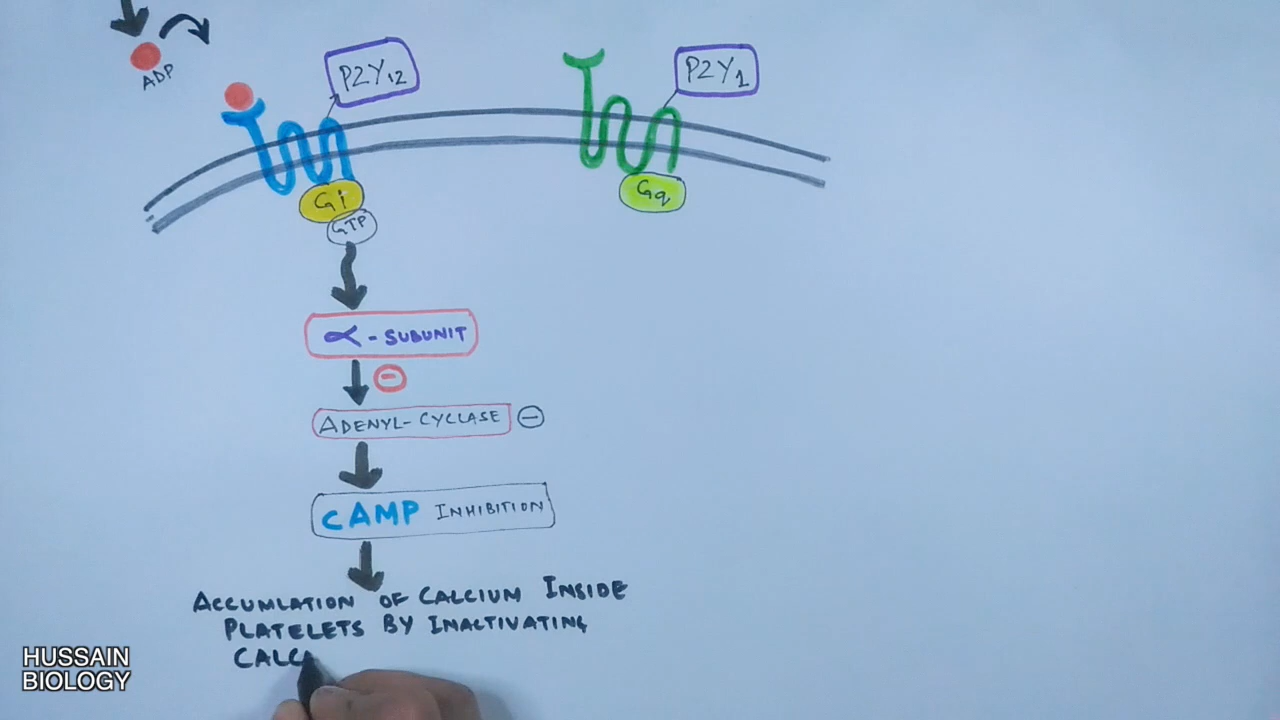 ADP
P2Y12
P2Y1
Gi
GTP
Gq
α-SUBUNIT
-
ADENYL-CYCLASE -
CAMP INHIBITION
ACCUMLATION OF CALCIUM INSIDE
PLATELETS BY INACTIVATING
CALC
HUSSAIN
BIOLOGY